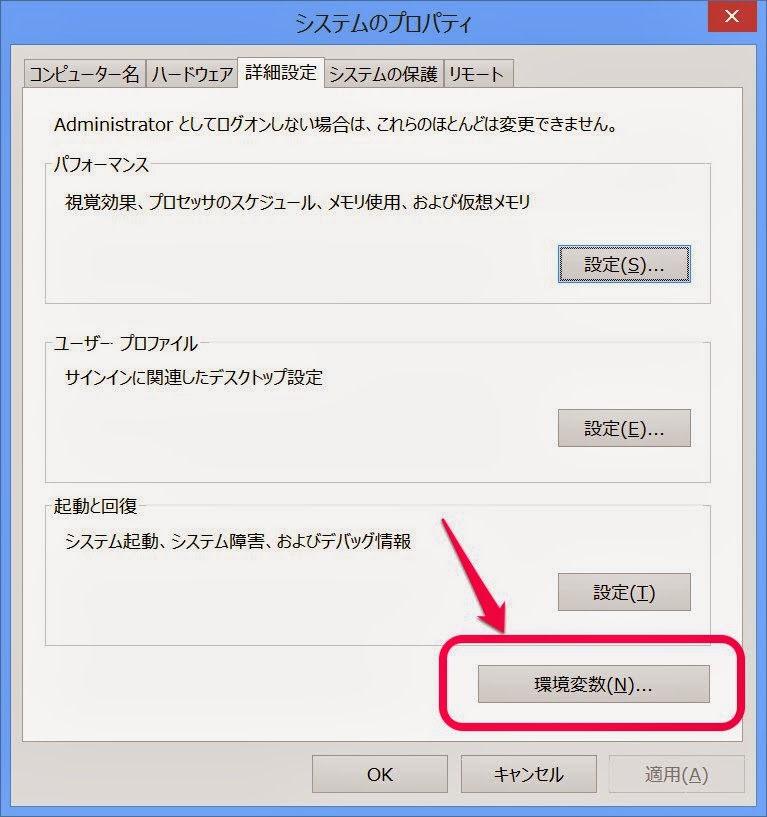 システムのプロパティ
コンピューター名 ハードウェア 詳細設定 システムの保護 リモート
Administrator としてログオンしない場合は、これらのほとんどは変更できません。
パフォーマンス
視覚効果、プロセッサのスケジュール、メモリ使用、および仮想メモリ
設定(S)...
ユーザー プロファイル
サインインに関連したデスクトップ設定
設定(E)...
起動と回復
システム起動、システム障害、およびデバッグ情報
設定(T)
環境変数(N)...
OK キャンセル 適用(A)